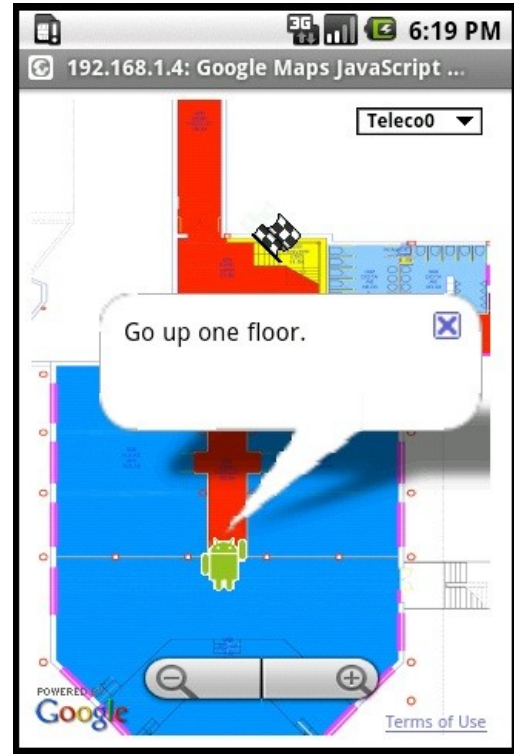 3G 6:19 PM
192.168.1.4: Google Maps JavaScript ...
Teleco0
Go up one floor.
POWERED BY
Google
Terms of Use